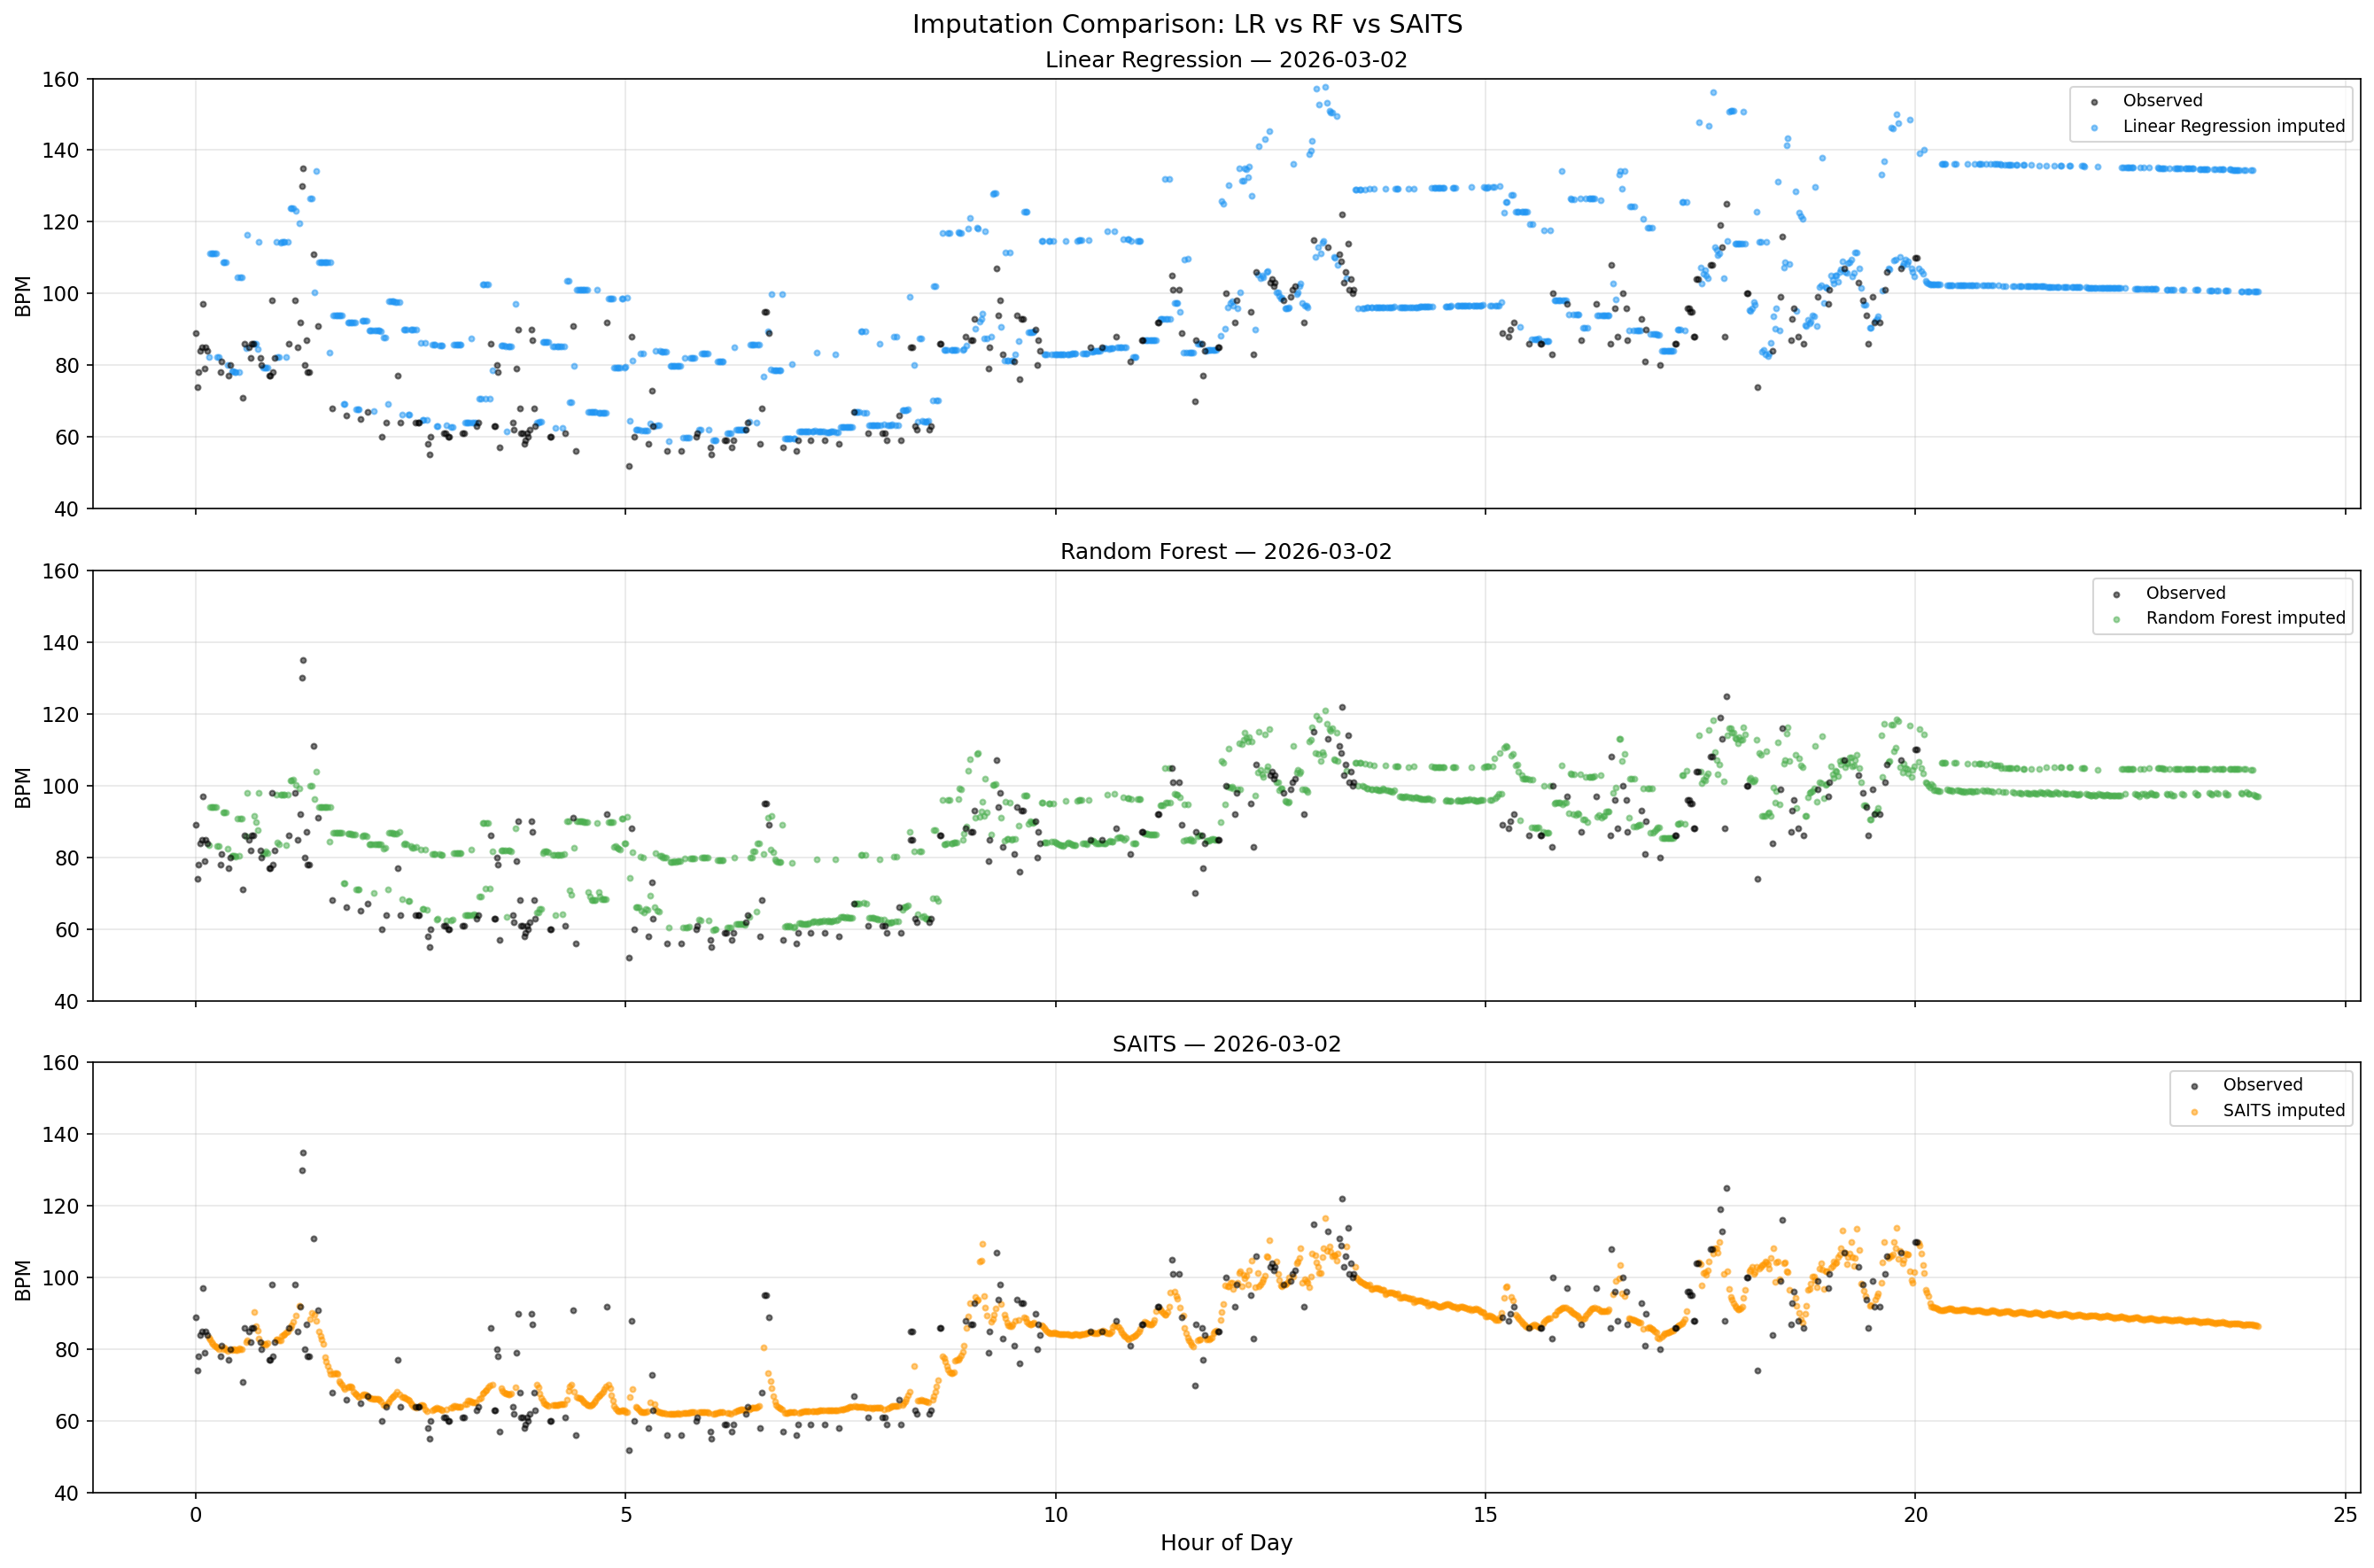 Imputation Comparison: LR vs RF vs SAITS
Linear Regression — 2026-03-02
160
140
120
100
80
60
40
BPM
Observed
Linear Regression imputed
Random Forest — 2026-03-02
160
140
120
100
80
60
40
BPM
Observed
Random Forest imputed
SAITS — 2026-03-02
160
140
120
100
80
60
40
BPM
Observed
SAITS imputed
0 5 10 15 20 25
Hour of Day